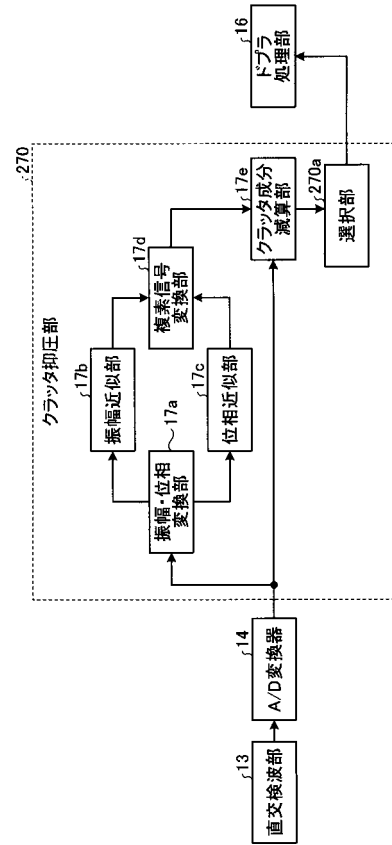 クラッタ抑圧部
270
13
直交検波部
14
A/D変換器
17a
振幅・位相
変換部
17b
振幅近似部
17c
位相近似部
17d
複素信号
変換部
17e
クラッタ成分
減算部
270a
選択部
16
ドプラ
処理部